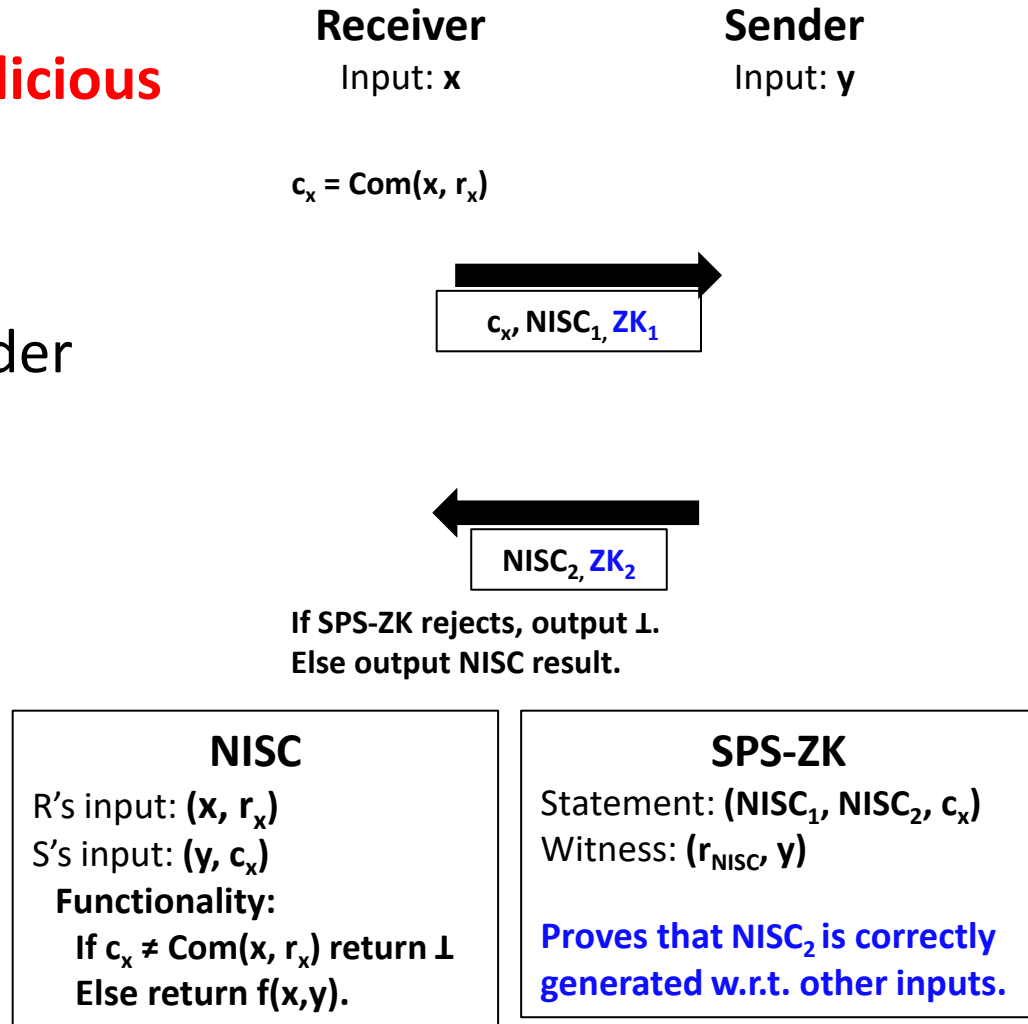 Receiver
Sender
licious
Input: x
Input: y
cₓ = Com(x, rₓ)
cₓ, NISC₁, ZK₁
der
NISC₂, ZK₂
If SPS-ZK rejects, output ⊥.
Else output NISC result.
NISC
R's input: (x, rₓ)
S's input: (y, cₓ)
Functionality:
If cₓ ≠ Com(x, rₓ) return ⊥
Else return f(x,y).
SPS-ZK
Statement: (NISC₁, NISC₂, cₓ)
Witness: (r_NISC, y)
Proves that NISC₂ is correctly
generated w.r.t. other inputs.